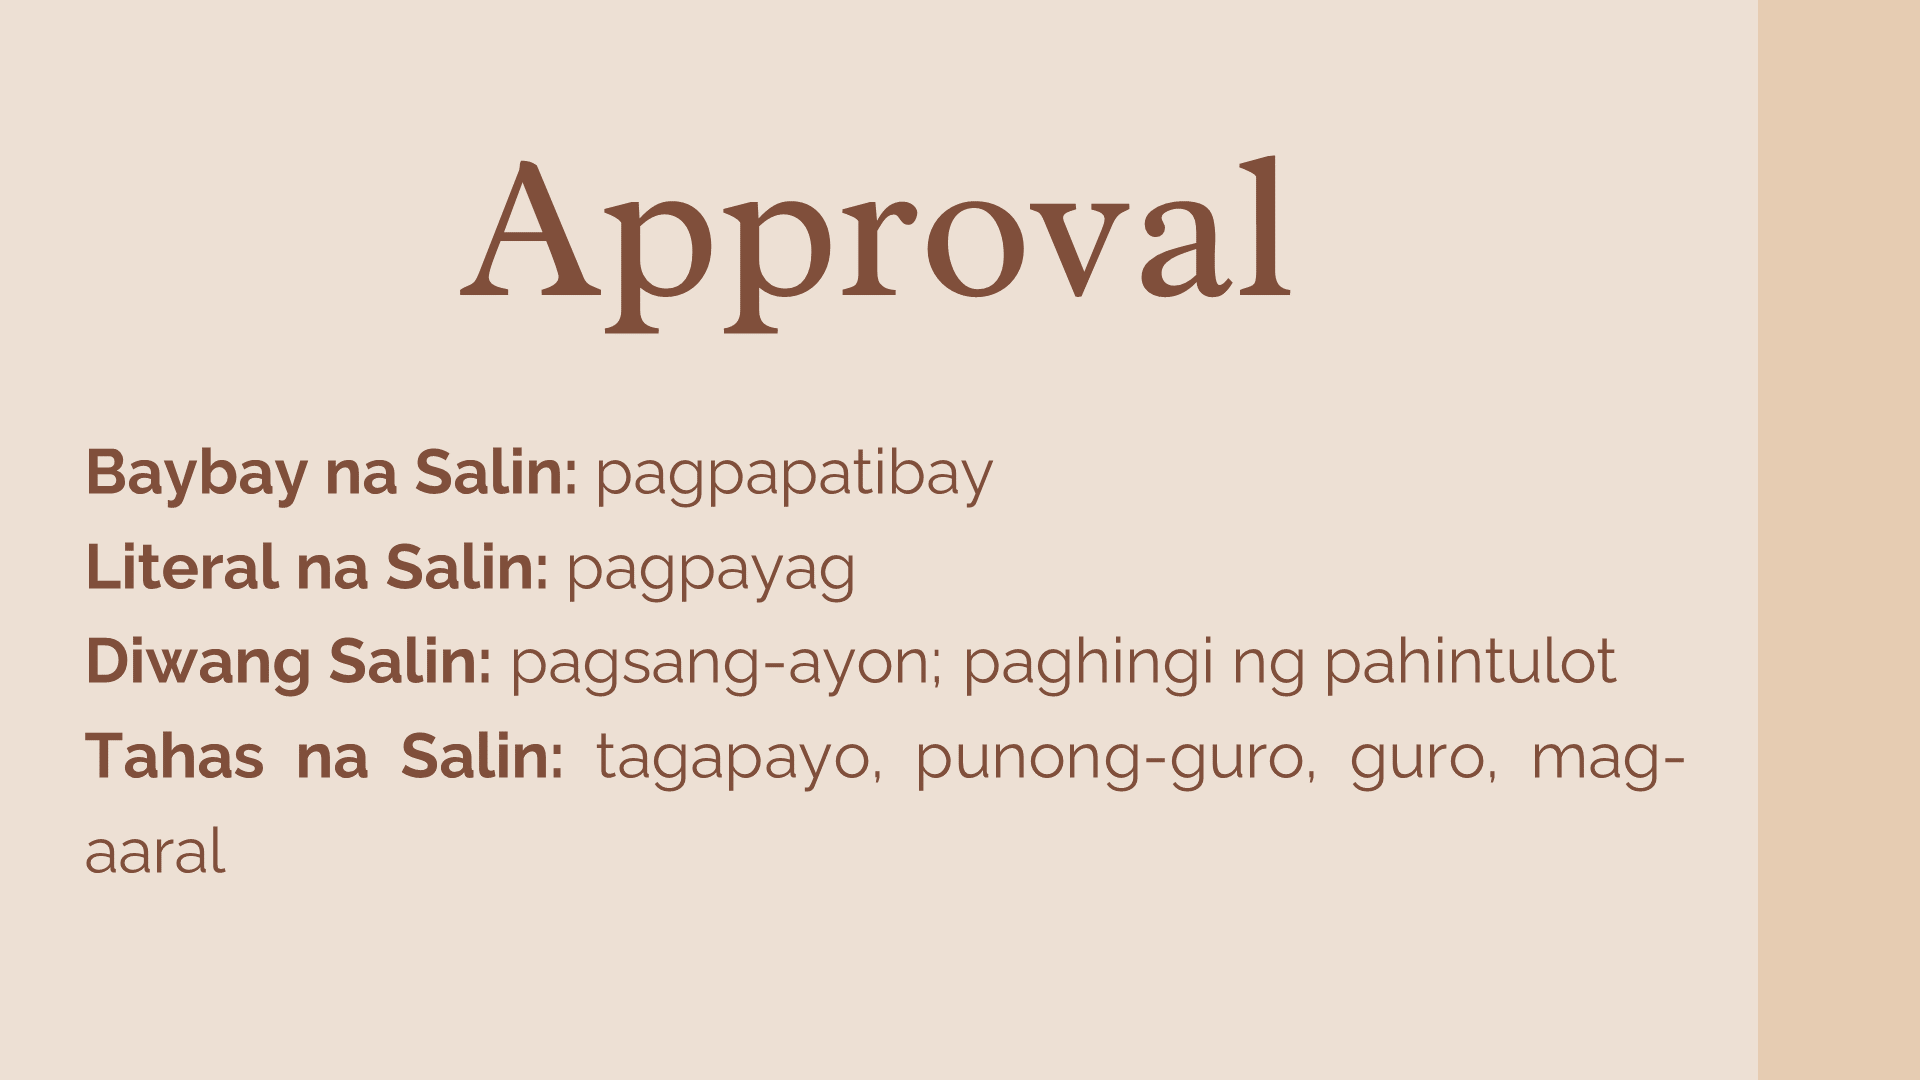 Approval
Baybay na Salin: pagpapatibay
Literal na Salin: pagpayag
Diwang Salin: pagsang-ayon; paghingi ng pahintulot
Tahas na Salin: tagapayo, punong-guro, guro, mag-
aaral